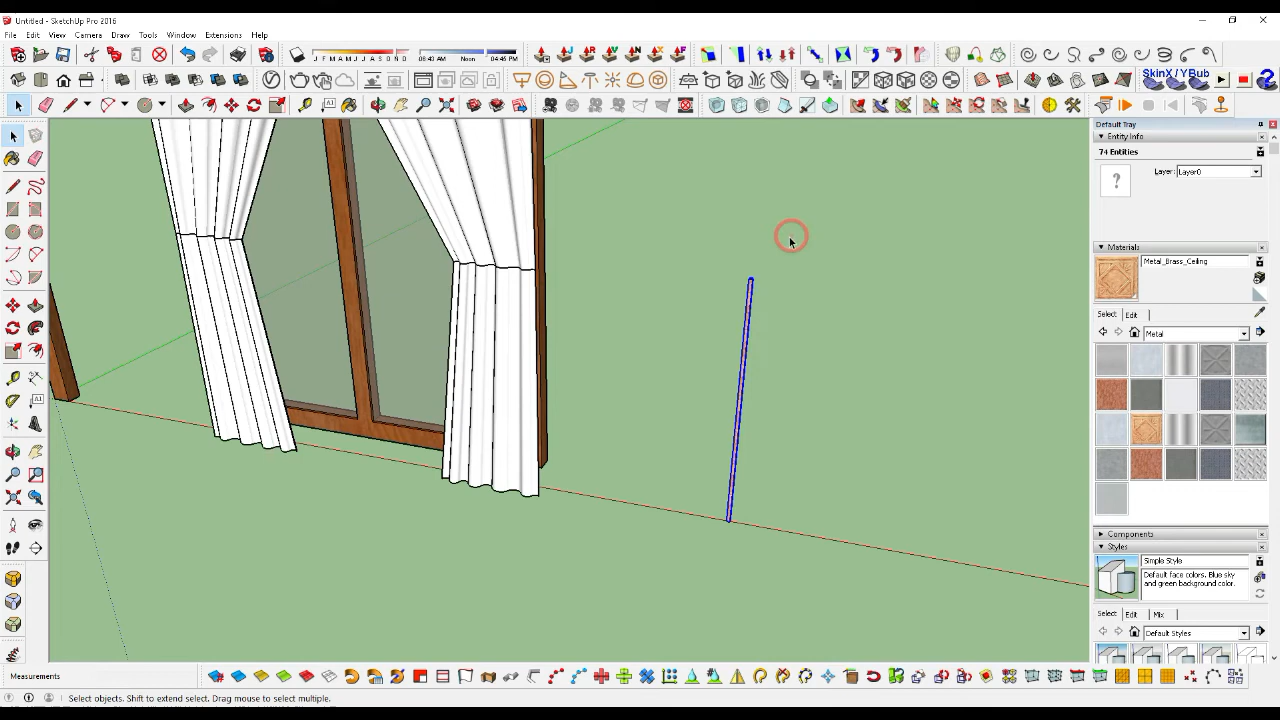 Untitled - SketchUp Pro 2016
File Edit View Camera Draw Tools Window Extensions Help
J F M A M J J A S O N D
06:43 AM Noon 04:45 PM
SkinX / YBub
Default Tray
Entity Info
74 Entities
Layer: Layer0
?
Materials
Metal_Brass_Ceiling
Select Edit
Metal
Components
Styles
Simple Style
Default face colors. Blue sky
and green background color.
Select Edit Mix
Default Styles
Measurements
Select objects. Shift to extend select. Drag mouse to select multiple.